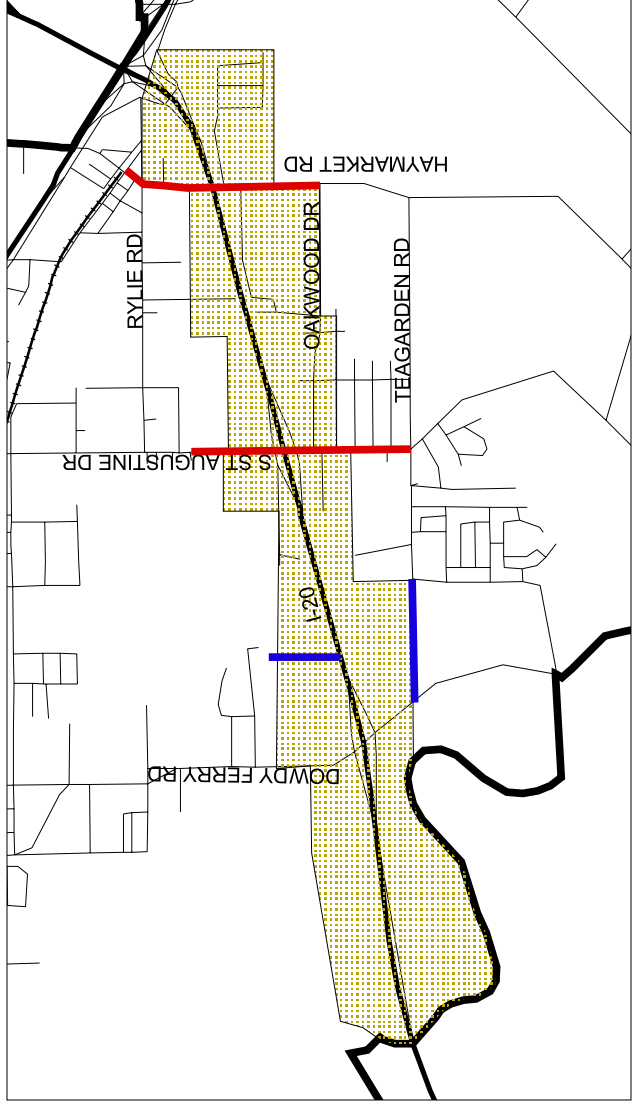 HAYMARKET RD
RYLIE RD
OAKWOOD DR
TEAGARDEN RD
S ST AUGUSTINE DR
I-20
DOWDY FERRY RD